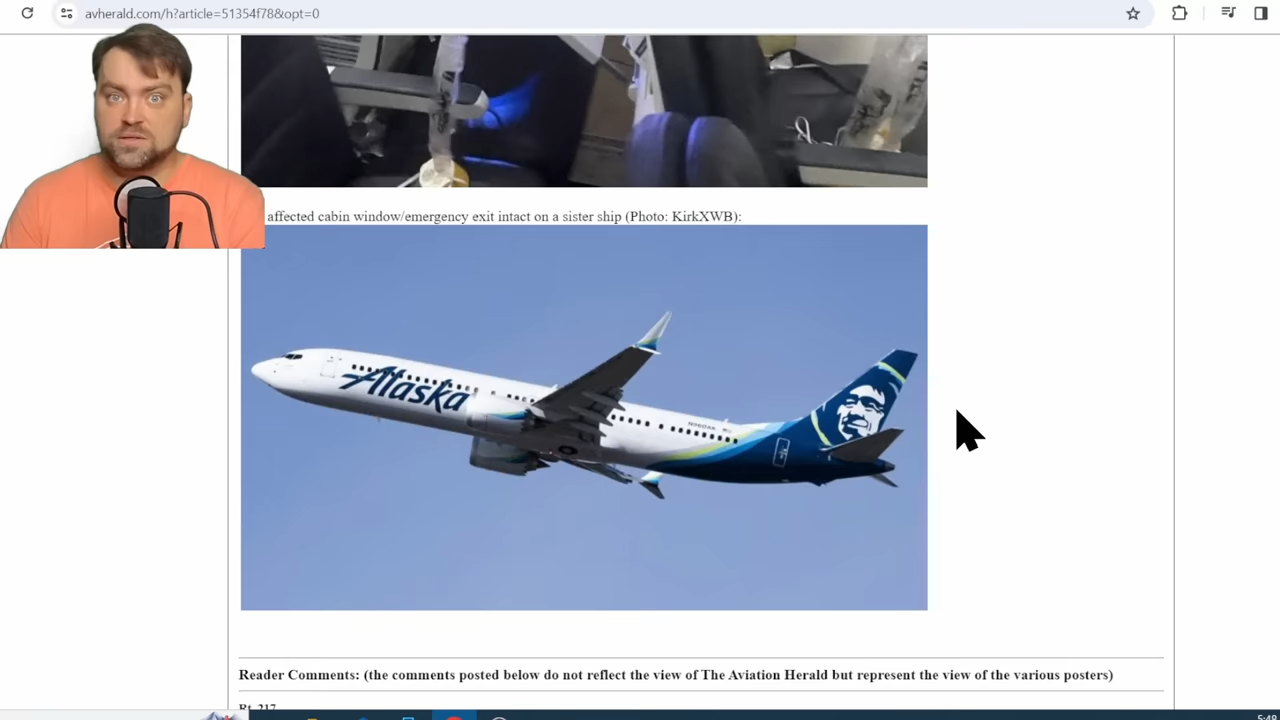 avherald.com/h?article=51354f78&opt=0
affected cabin window/emergency exit intact on a sister ship (Photo: KirkXWB):
Alaska
Reader Comments: (the comments posted below do not reflect the view of The Aviation Herald but represent the view of the various posters)